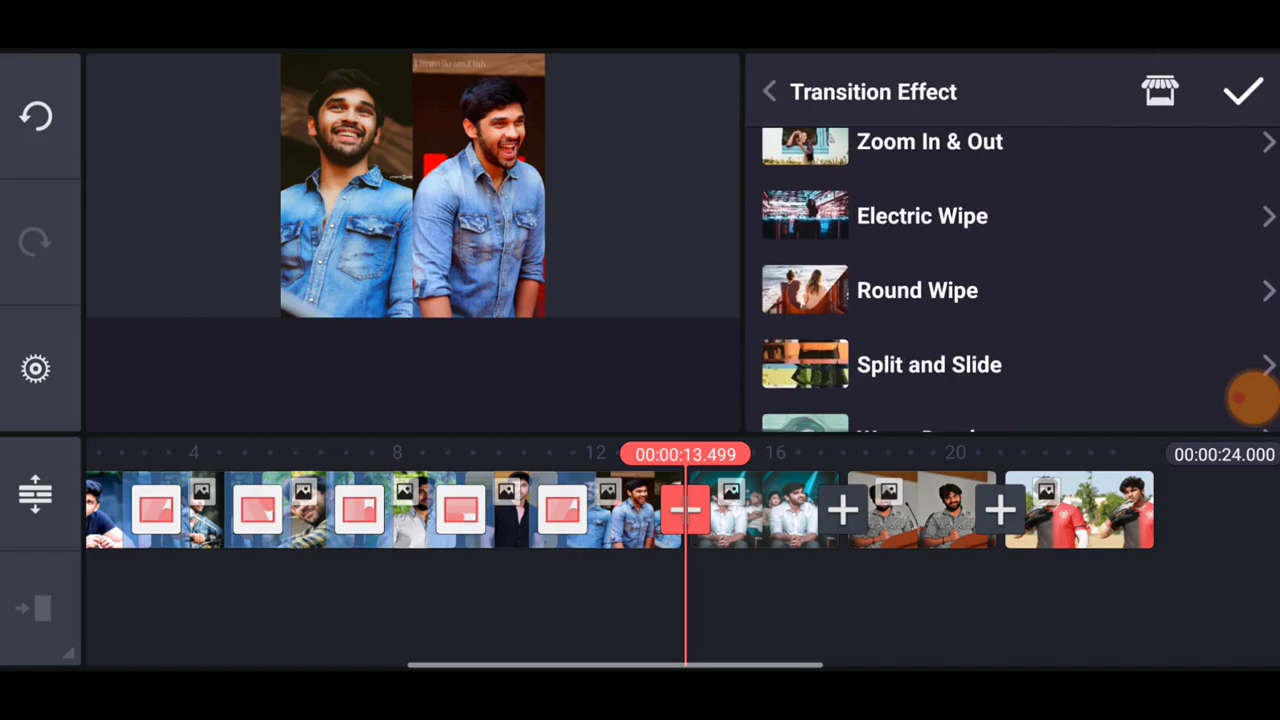 Transition Effect
Zoom In & Out
Electric Wipe
Round Wipe
Split and Slide
4
8
12
00:00:13.499
16
20
00:00:24.000